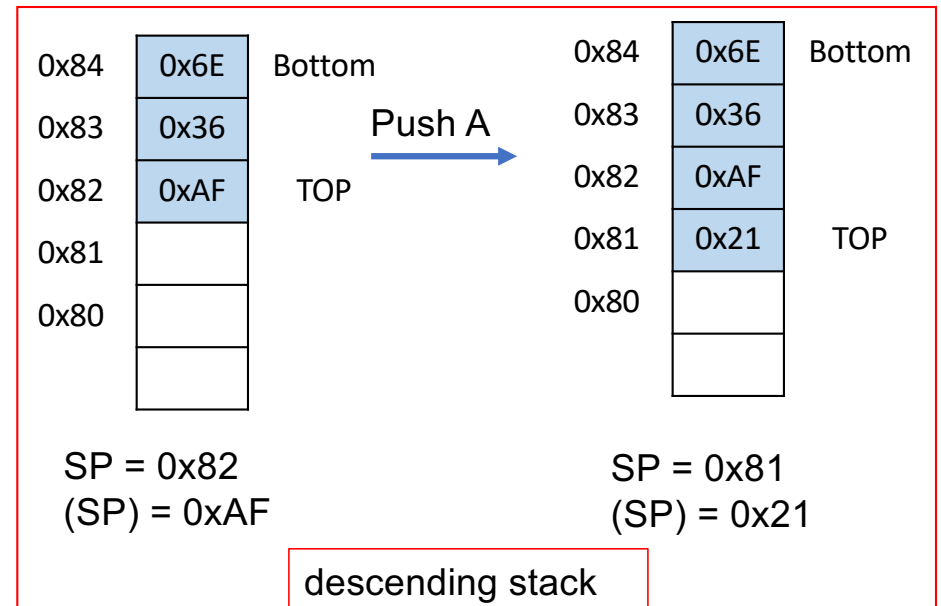 0x84 0x6E Bottom
0x83 0x36
0x82 0xAF TOP
0x81
0x80
SP = 0x82
(SP) = 0xAF
Push A
0x84 0x6E Bottom
0x83 0x36
0x82 0xAF
0x81 0x21 TOP
0x80
SP = 0x81
(SP) = 0x21
descending stack